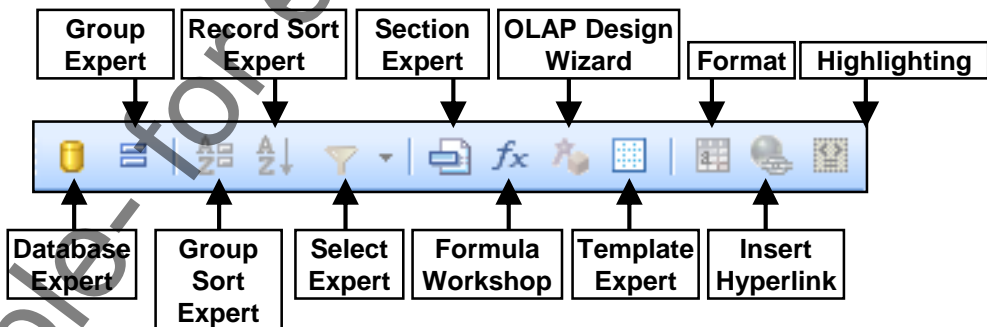 Group
Expert
Record Sort
Expert
Section
Expert
OLAP Design
Wizard
Format
Highlighting
Database
Expert
Group
Sort
Expert
Select
Expert
Formula
Workshop
Template
Expert
Insert
Hyperlink